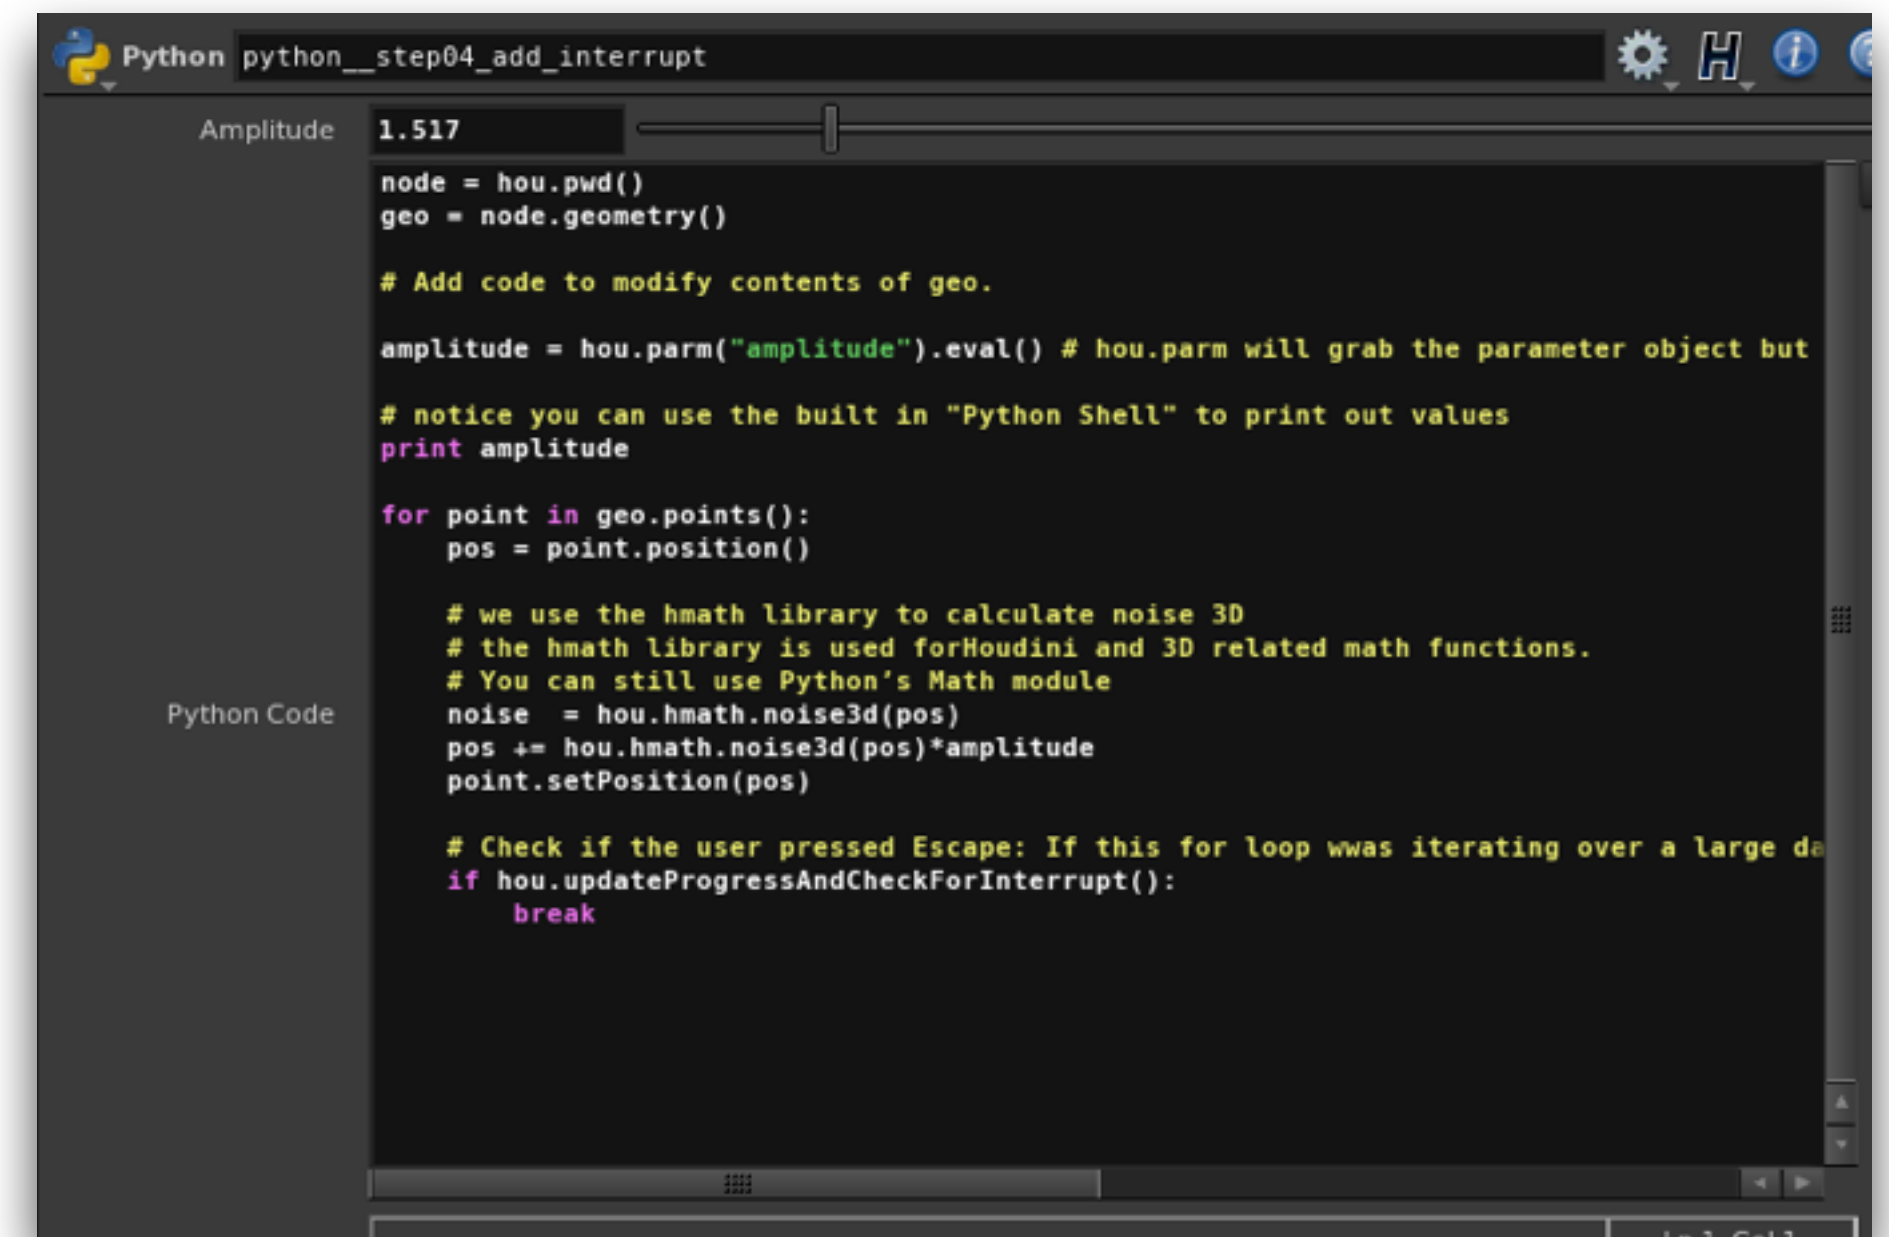 Python python__step04_add_interrupt
Amplitude 1.517
node = hou.pwd()
geo = node.geometry()
# Add code to modify contents of geo.
amplitude = hou.parm("amplitude").eval() # hou.parm will grab the parameter object but
# notice you can use the built in "Python Shell" to print out values
print amplitude
for point in geo.points():
    pos = point.position()
    # we use the hmath library to calculate noise 3D
    # the hmath library is used forHoudini and 3D related math functions.
    # You can still use Python's Math module
Python Code
    noise  = hou.hmath.noise3d(pos)
    pos += hou.hmath.noise3d(pos)*amplitude
    point.setPosition(pos)
    # Check if the user pressed Escape: If this for loop wwas iterating over a large da
    if hou.updateProgressAndCheckForInterrupt():
        break